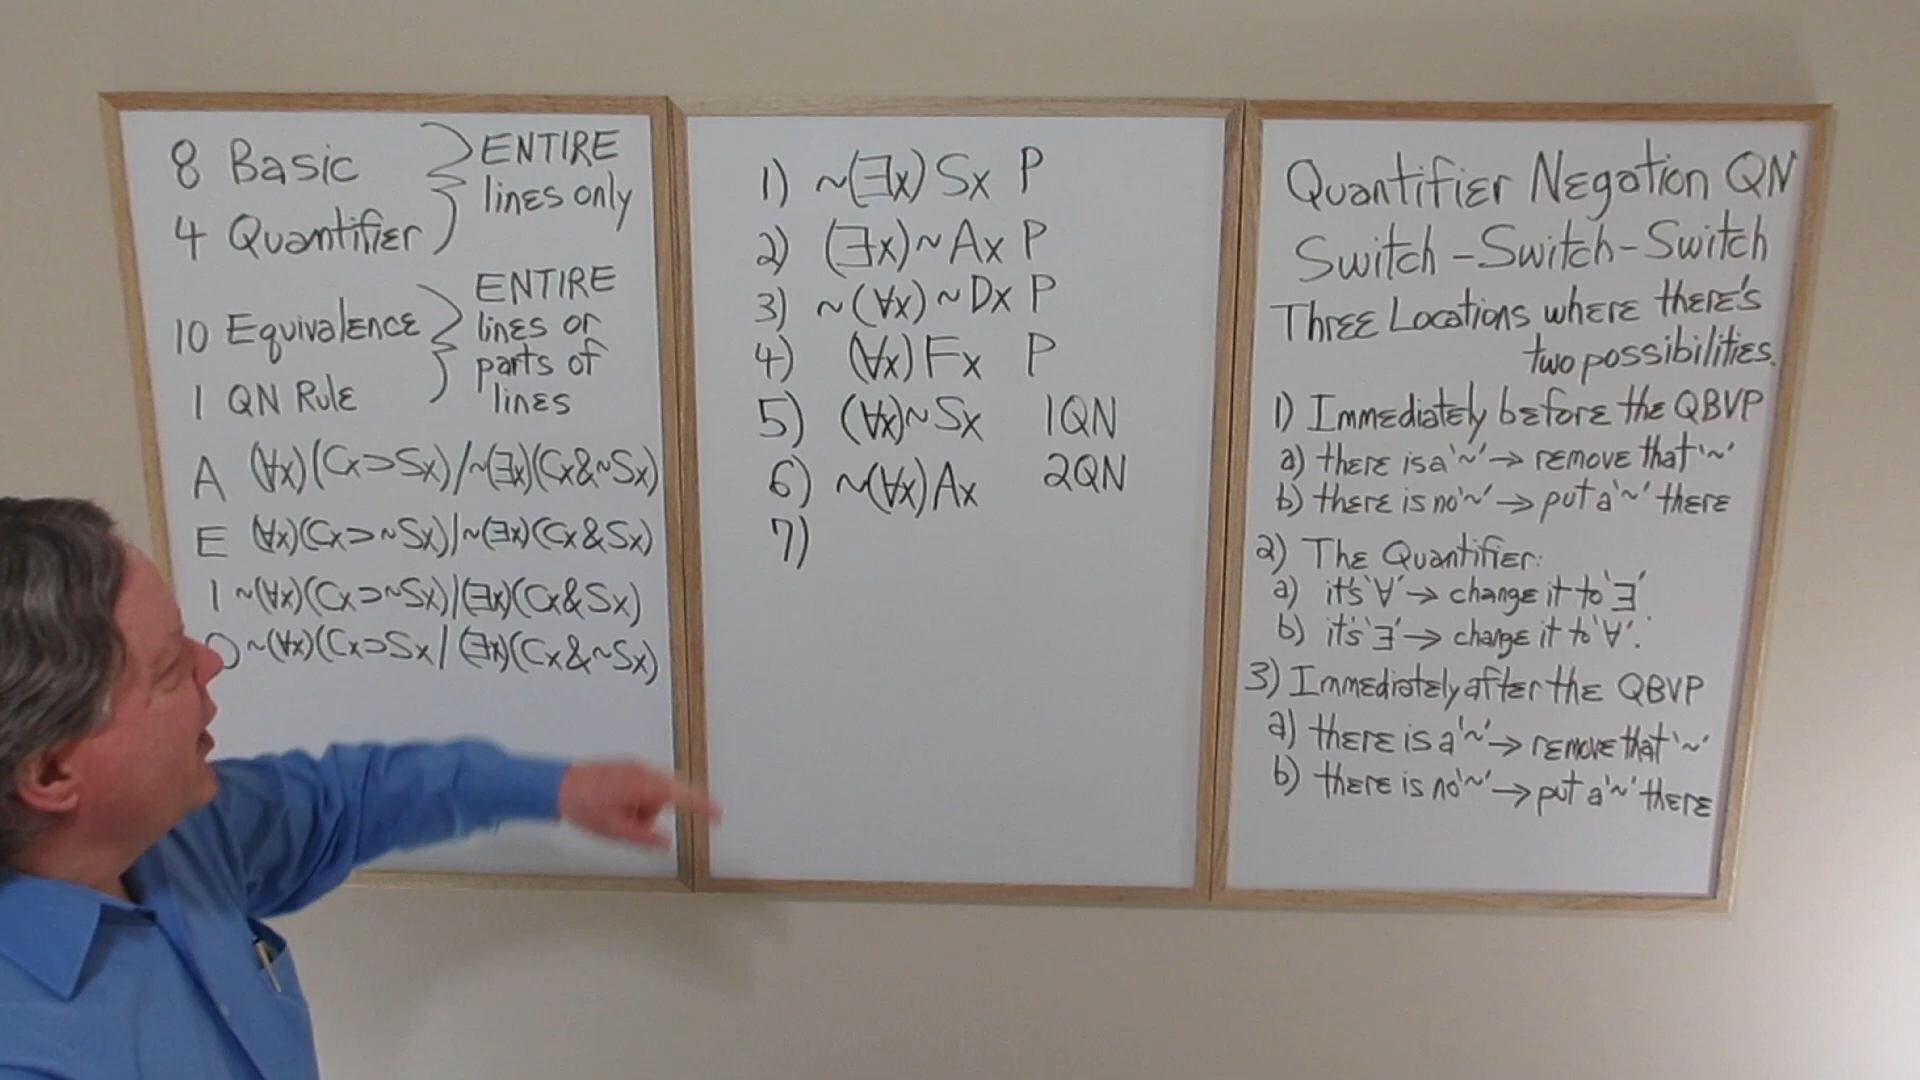 8 Basic
4 Quantifier
ENTIRE
lines only
10 Equivalence
1 QN Rule
ENTIRE
lines or
parts of
lines
A (∀x)(Cx⊃Sx)/~(∃x)(Cx&~Sx)
E (∀x)(Cx⊃~Sx)/~(∃x)(Cx&Sx)
I ~(∀x)(Cx⊃~Sx)/(∃x)(Cx&Sx)
O ~(∀x)(Cx⊃Sx/(∃x)(Cx&~Sx)
1) ~(∃x) Sx P
2) (∃x)~Ax P
3) ~(∀x)~Dx P
4) (∀x)Fx P
5) (∀x)~Sx 1QN
6) ~(∀x)Ax 2QN
7)
Quantifier Negation QN
Switch-Switch-Switch
Three Locations where there's
two possibilities.
1) Immediately before the QBVP
a) there is a '~' → remove that '~'
b) there is no '~' → put a '~' there
2) The Quantifier:
a) it's '∀' → change it to '∃'.
b) it's '∃' → change it to '∀'.
3) Immediately after the QBVP
a) there is a '~' → remove that '~'
b) there is no '~' → put a '~' there